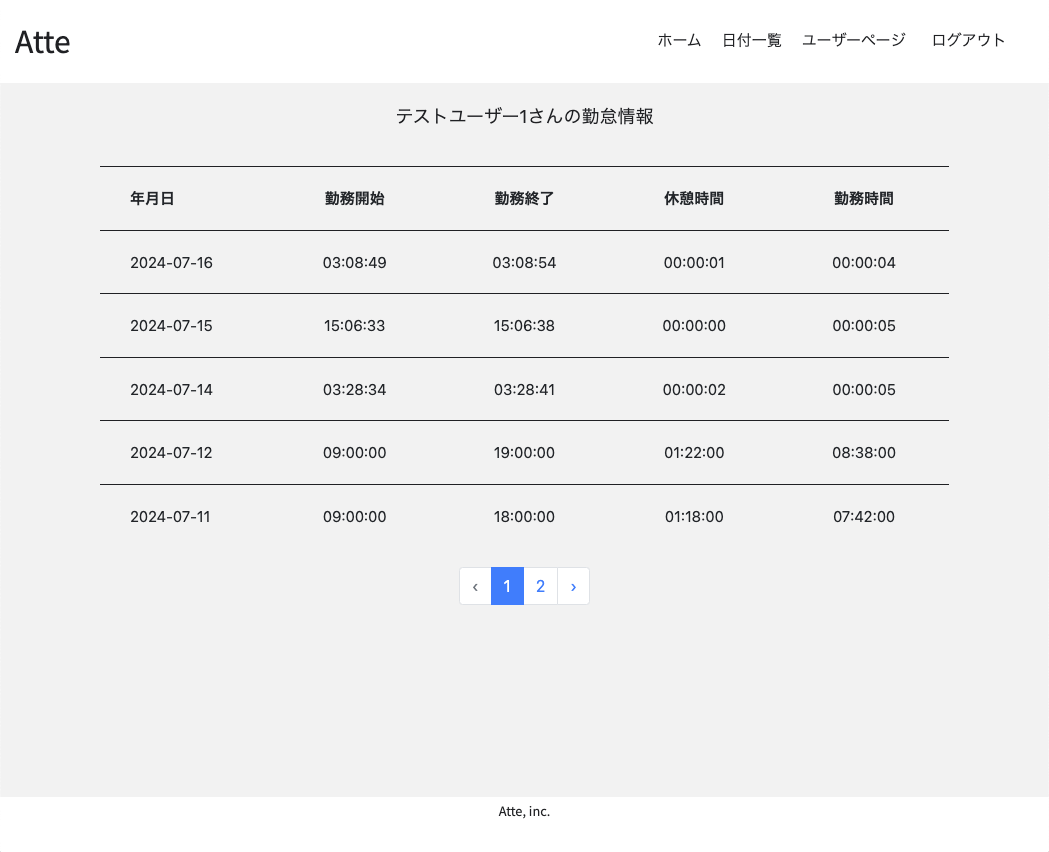 Atte
ホーム 日付一覧 ユーザーページ ログアウト
テストユーザー1さんの勤怠情報
年月日 勤務開始 勤務終了 休憩時間 勤務時間
2024-07-16 03:08:49 03:08:54 00:00:01 00:00:04
2024-07-15 15:06:33 15:06:38 00:00:00 00:00:05
2024-07-14 03:28:34 03:28:41 00:00:02 00:00:05
2024-07-12 09:00:00 19:00:00 01:22:00 08:38:00
2024-07-11 09:00:00 18:00:00 01:18:00 07:42:00
‹ 1 2 ›
Atte, inc.